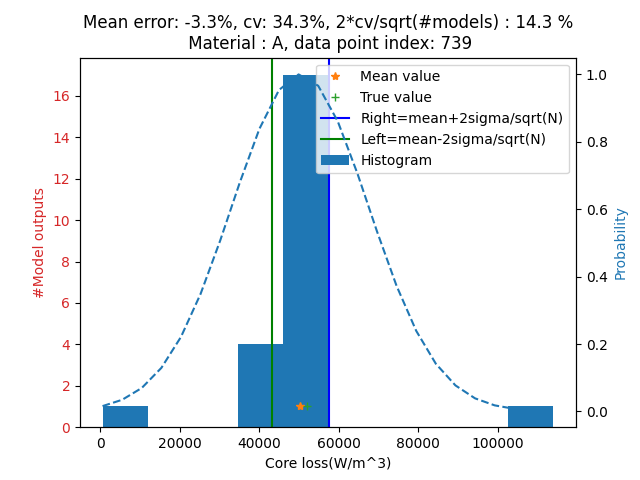 Mean error: -3.3%, cv: 34.3%, 2*cv/sqrt(#models) : 14.3 %
Material : A, data point index: 739
Mean value
True value
Right=mean+2sigma/sqrt(N)
Left=mean-2sigma/sqrt(N)
Histogram
#Model outputs
16
14
12
10
8
6
4
2
0
Probability
1.0
0.8
0.6
0.4
0.2
0.0
0 20000 40000 60000 80000 100000
Core loss(W/m^3)